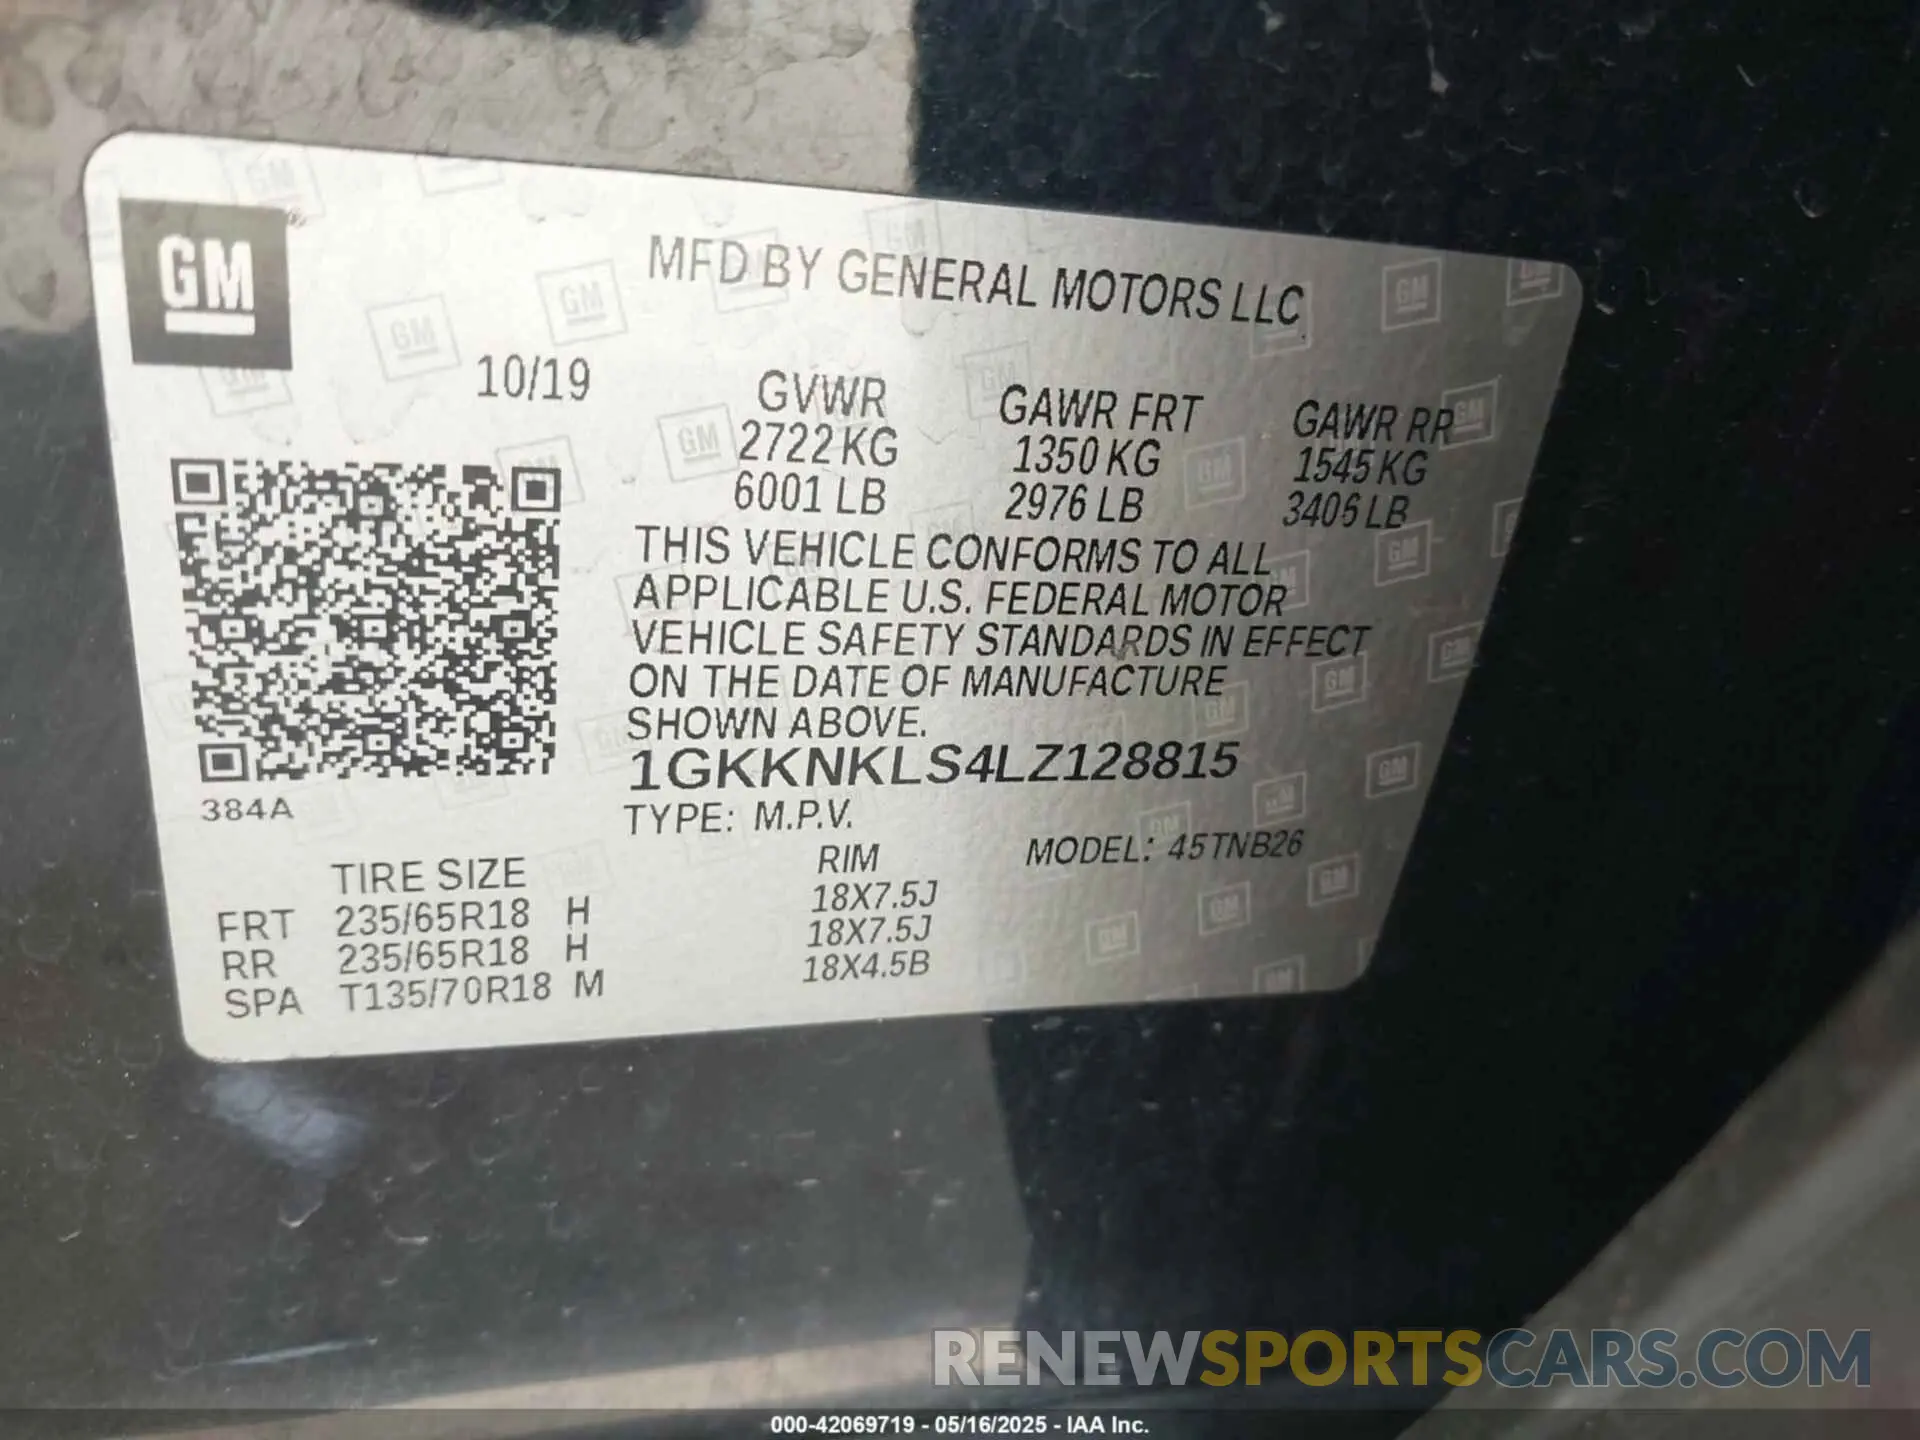 GM
MFD BY GENERAL MOTORS LLC
10/19
GVWR GAWR FRT GAWR RR
2722 KG 1350 KG 1545 KG
6001 LB 2976 LB 3406 LB
THIS VEHICLE CONFORMS TO ALL
APPLICABLE U.S. FEDERAL MOTOR
VEHICLE SAFETY STANDARDS IN EFFECT
ON THE DATE OF MANUFACTURE
SHOWN ABOVE.
1GKKNKLS4LZ128815
384A
TYPE: M.P.V.
MODEL: 45TNB26
TIRE SIZE RIM
FRT 235/65R18 H 18X7.5J
RR 235/65R18 H 18X7.5J
SPA T135/70R18 M 18X4.5B
RENEWSPORTSCARS.COM
000-42069719 - 05/16/2025 - IAA Inc.